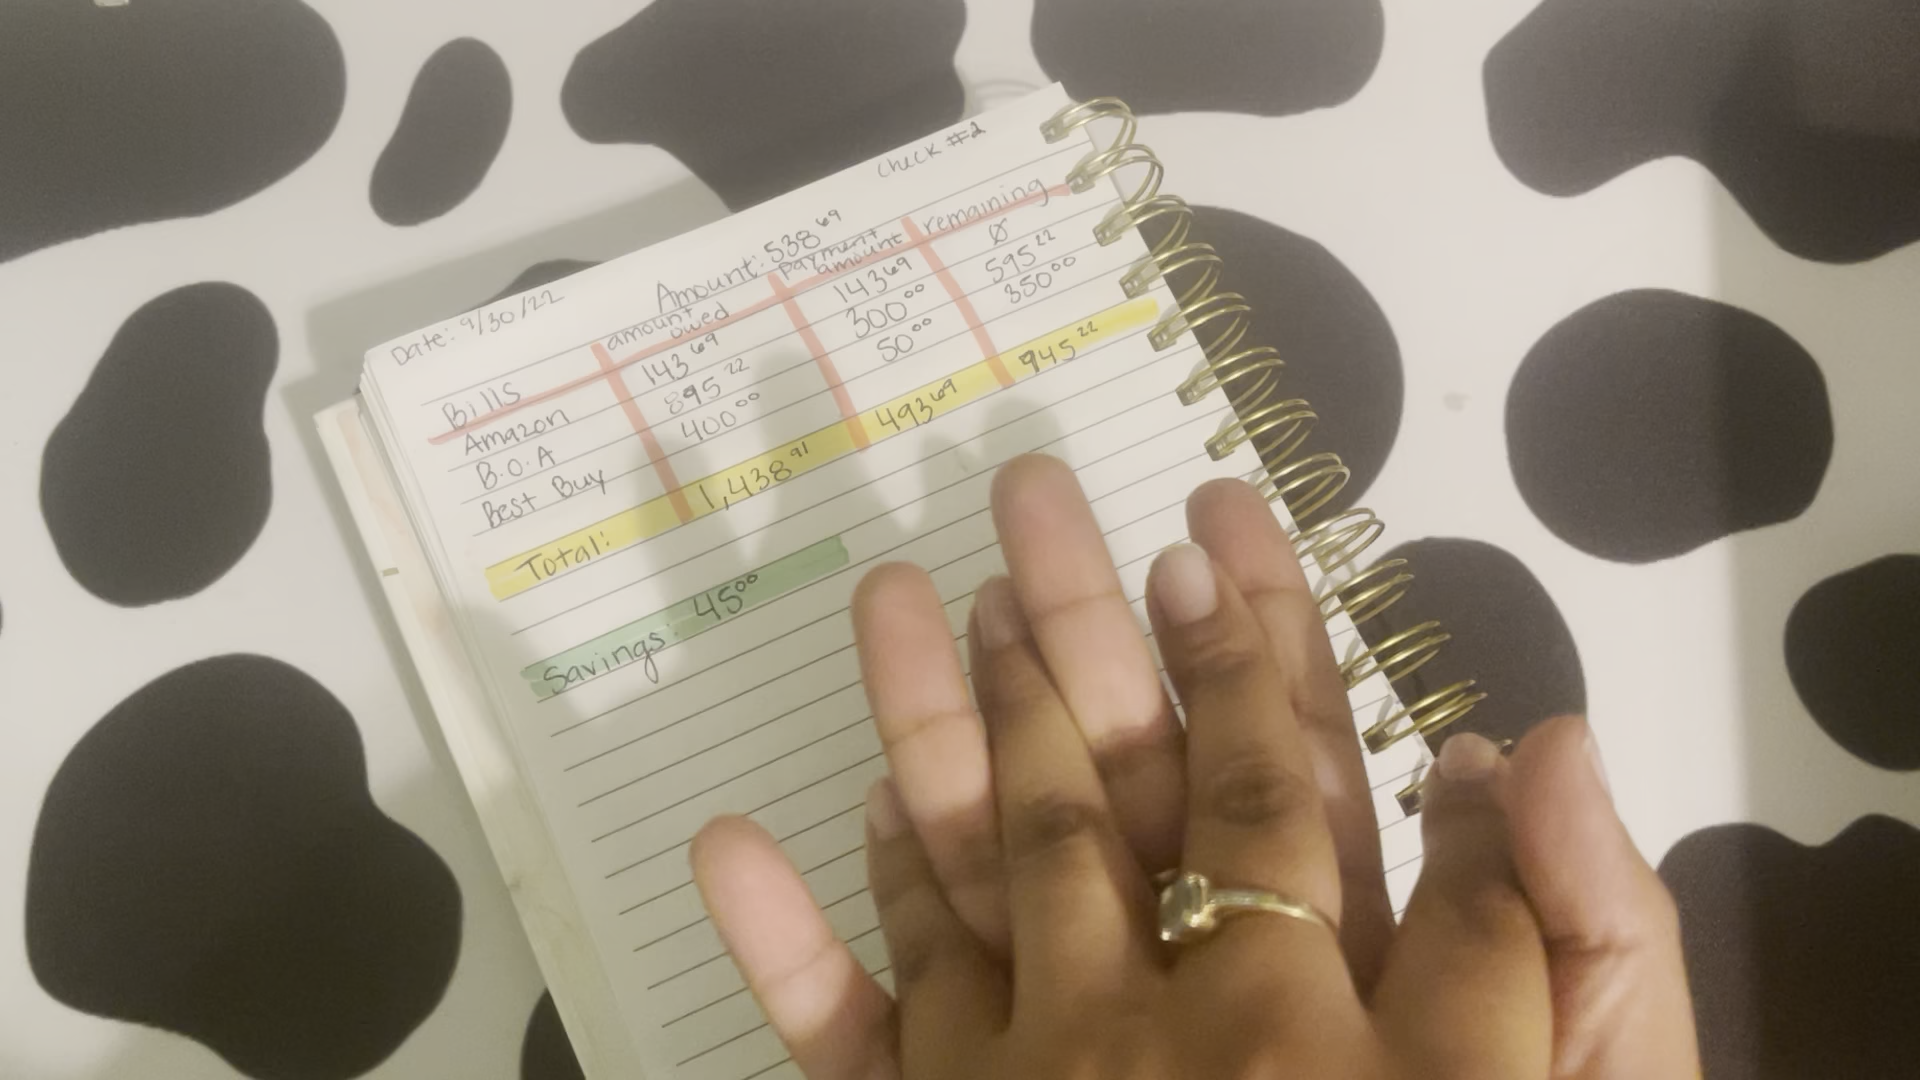 Check #2
Date: 9/30/22 Amount: 538 69
Bills amount owed payment amount remaining
Amazon 143 69 143 69 Ø
B.O.A 895 22 300 00 595 22
Best Buy 400 00 50 00 350 00
Total: 1,438 91 493 69 945 22
Savings: 45 00